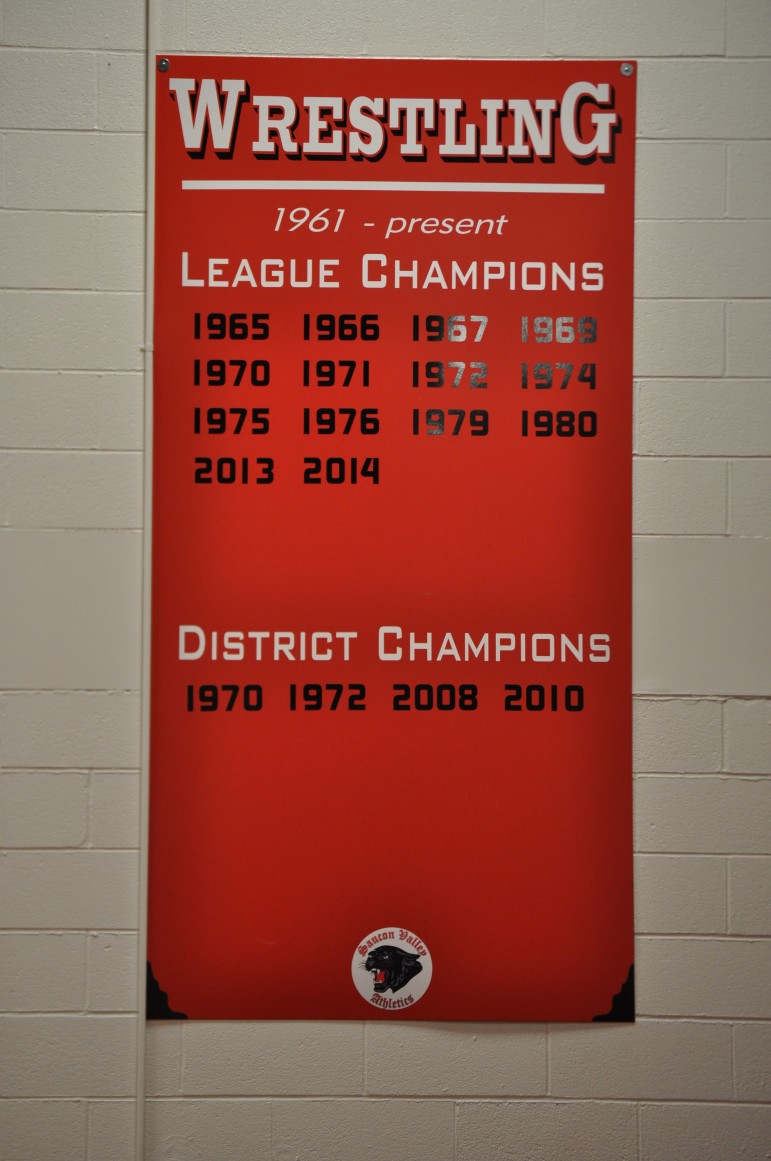 WRESTLING
1961 - present
LEAGUE CHAMPIONS
1965 1966 1967 1969
1970 1971 1972 1974
1975 1976 1979 1980
2013 2014
DISTRICT CHAMPIONS
1970 1972 2008 2010
Saucon Valley
Athletics